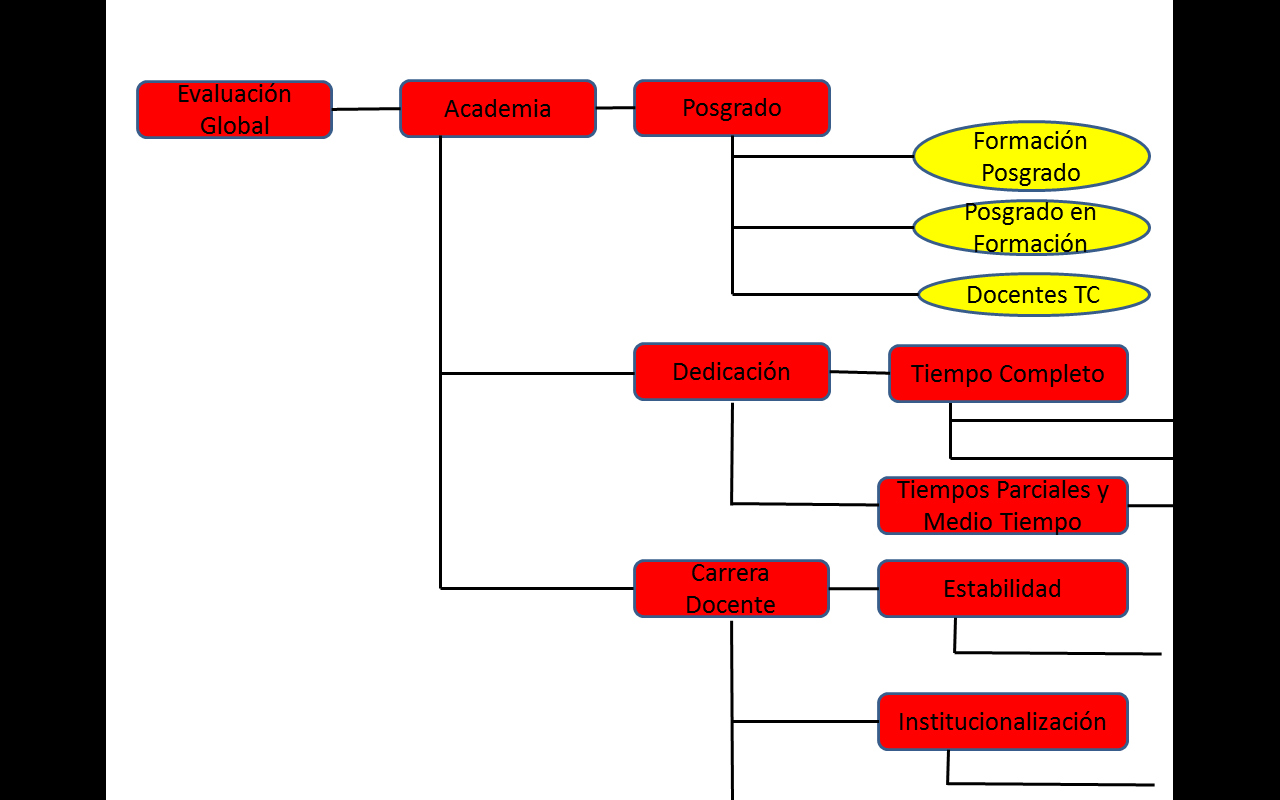 Evaluación
Global
Academia
Posgrado
Formación
Posgrado
Posgrado en
Formación
Docentes TC
Dedicación
Tiempo Completo
Tiempos Parciales y
Medio Tiempo
Carrera
Docente
Estabilidad
Institucionalización